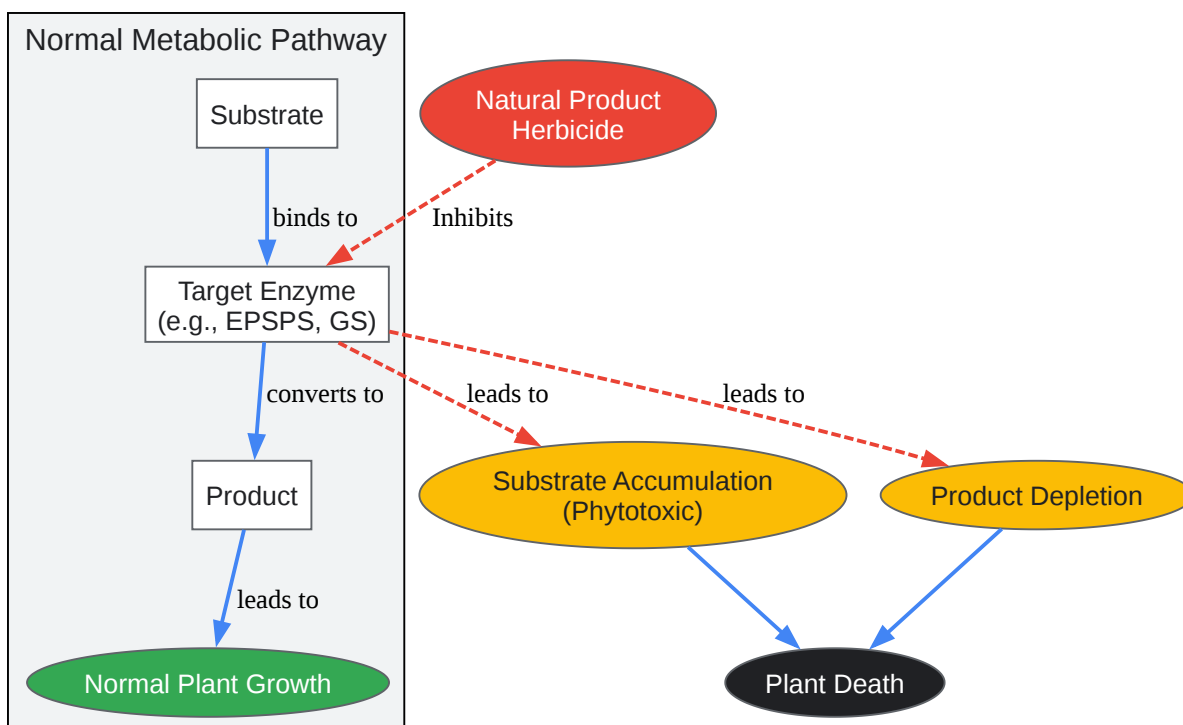 Normal Metabolic Pathway
Substrate
Natural Product
Herbicide
binds to
Inhibits
Target Enzyme
(e.g., EPSPS, GS)
converts to
leads to
leads to
Product
Substrate Accumulation
(Phytotoxic)
Product Depletion
leads to
Normal Plant Growth
Plant Death